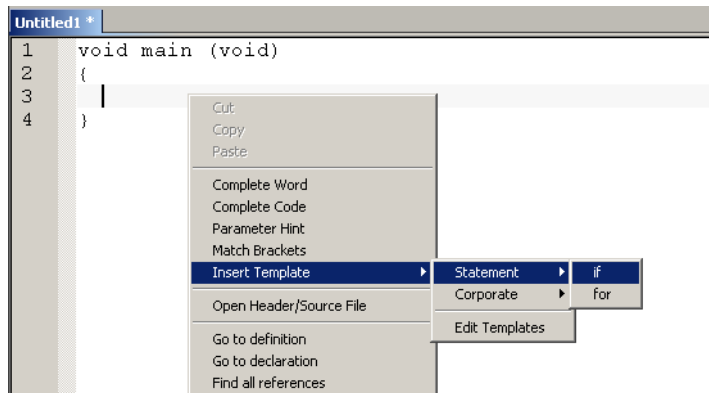 Untitled1 *
1 void main (void)
2 {
3
4 }
Cut
Copy
Paste
Complete Word
Complete Code
Parameter Hint
Match Brackets
Insert Template
Statement
if
Corporate
for
Edit Templates
Open Header/Source File
Go to definition
Go to declaration
Find all references